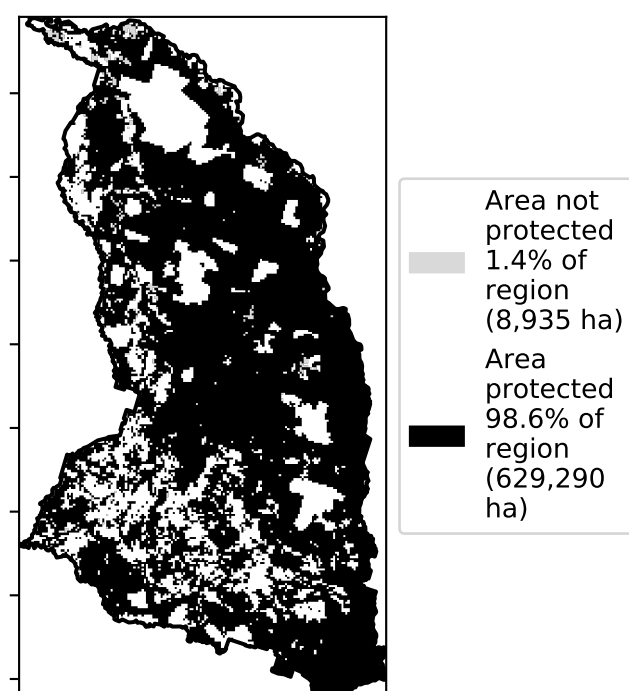 Area not
protected
1.4% of
region
(8,935 ha)
Area
protected
98.6% of
region
(629,290
ha)